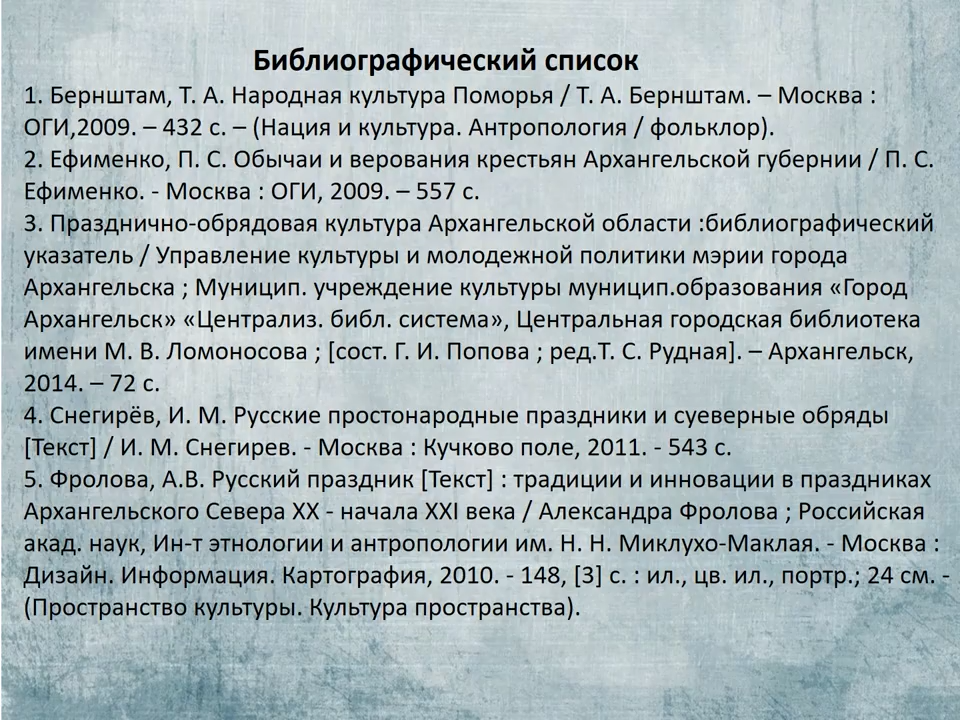 Библиографический список
1. Бернштам, Т. А. Народная культура Поморья / Т. А. Бернштам. – Москва :
ОГИ,2009. – 432 с. – (Нация и культура. Антропология / фольклор).
2. Ефименко, П. С. Обычаи и верования крестьян Архангельской губернии / П. С.
Ефименко. - Москва : ОГИ, 2009. – 557 с.
3. Празднично-обрядовая культура Архангельской области :библиографический
указатель / Управление культуры и молодежной политики мэрии города
Архангельска ; Муницип. учреждение культуры муницип.образования «Город
Архангельск» «Централиз. библ. система», Центральная городская библиотека
имени М. В. Ломоносова ; [сост. Г. И. Попова ; ред.Т. С. Рудная]. – Архангельск,
2014. – 72 с.
4. Снегирёв, И. М. Русские простонародные праздники и суеверные обряды
[Текст] / И. М. Снегирев. - Москва : Кучково поле, 2011. - 543 с.
5. Фролова, А.В. Русский праздник [Текст] : традиции и инновации в праздниках
Архангельского Севера XX - начала XXI века / Александра Фролова ; Российская
акад. наук, Ин-т этнологии и антропологии им. Н. Н. Миклухо-Маклая. - Москва :
Дизайн. Информация. Картография, 2010. - 148, [3] с. : ил., цв. ил., портр.; 24 см. -
(Пространство культуры. Культура пространства).